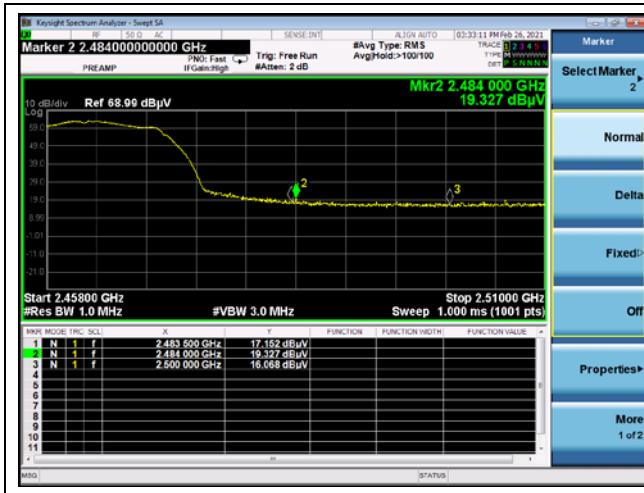 Keysight Spectrum Analyzer - Swept SA
RF 50 Ω AC SENSE:INT ALIGN AUTO 03:33:11 PM Feb 26, 2021
Marker 2 2.484000000000 GHz
PREAMP
PNO: Fast
IFGain:High
Trig: Free Run
#Atten: 2 dB
#Avg Type: RMS
Avg|Hold:>100/100
TRACE 1 2 3 4 5 6
TYPE M
DET P S N N N N
Mkr2 2.484 000 GHz
19.327 dBµV
10 dB/div Ref 68.99 dBµV
Log
59.0
49.0
39.0
29.0
19.0
8.99
-1.01
-11.0
-21.0
2
3
Start 2.45800 GHz Stop 2.51000 GHz
#Res BW 1.0 MHz #VBW 3.0 MHz Sweep 1.000 ms (1001 pts)
MKR MODE TRC SCL X Y FUNCTION FUNCTION WIDTH FUNCTION VALUE
1 N 1 f 2.483 500 GHz 17.152 dBµV
2 N 1 f 2.484 000 GHz 19.327 dBµV
3 N 1 f 2.500 000 GHz 16.068 dBµV
4
5
6
7
8
9
10
11
MSG STATUS
Marker
Select Marker
2
Normal
Delta
Fixed
Off
Properties
More
1 of 2